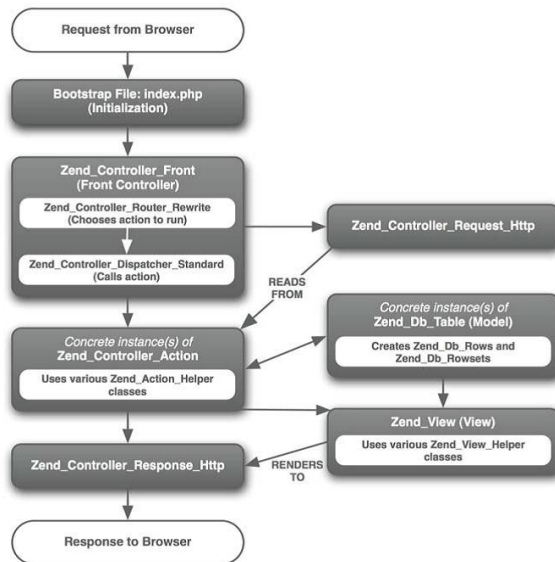 Request from Browser
Bootstrap File: index.php
(Initialization)
Zend_Controller_Front
(Front Controller)
Zend_Controller_Router_Rewrite
(Chooses action to run)
Zend_Controller_Request_Http
Zend_Controller_Dispatcher_Standard
(Calls action)
READS
FROM
Concrete instance(s) of
Zend_Db_Table (Model)
Creates Zend_Db_Rows and
Zend_Db_Rowsets
Concrete instance(s) of
Zend_Controller_Action
Uses various Zend_Action_Helper
classes
Zend_View (View)
Uses various Zend_View_Helper
classes
Zend_Controller_Response_Http
RENDERS
TO
Response to Browser